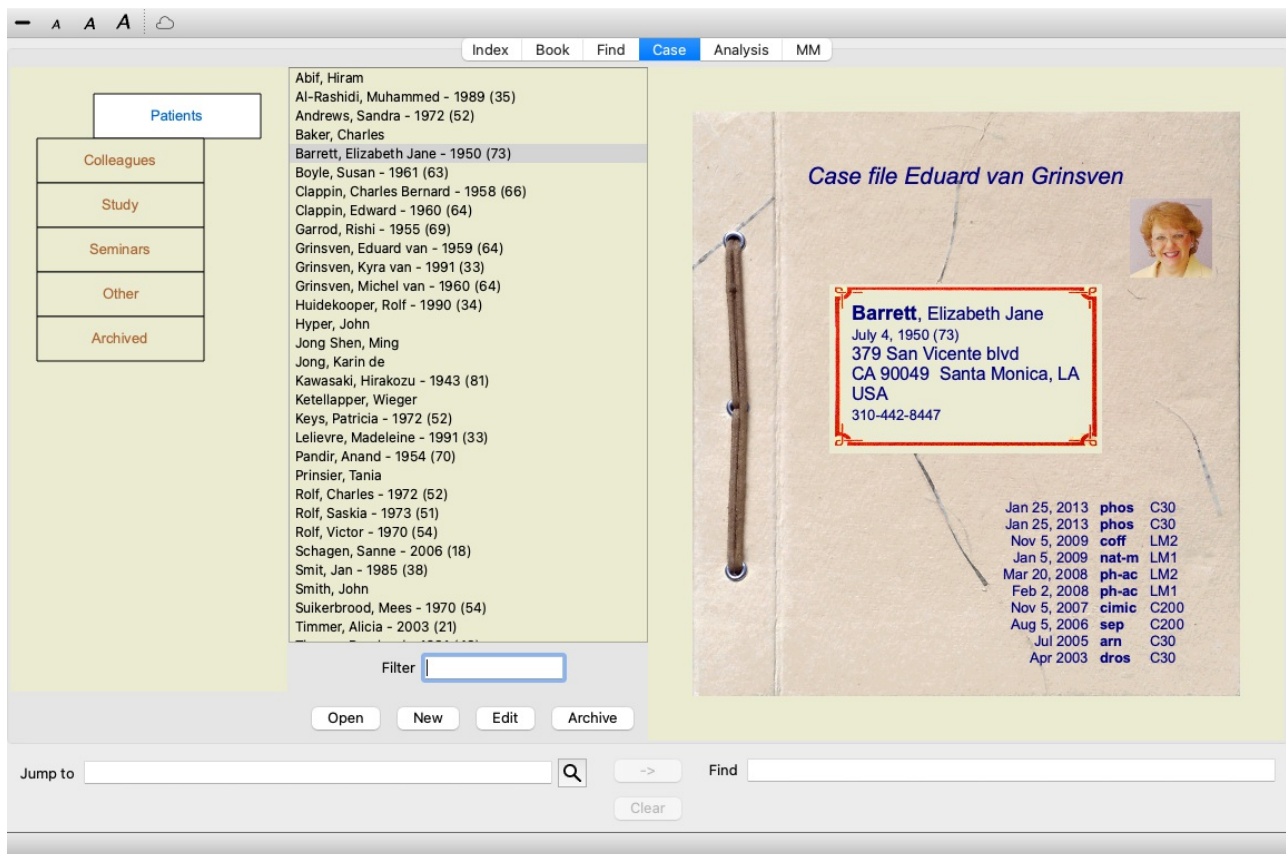 A A A
Index Book Find Case Analysis MM
Patients
Colleagues
Study
Seminars
Other
Archived
Abif, Hiram
Al-Rashidi, Muhammed - 1989 (35)
Andrews, Sandra - 1972 (52)
Baker, Charles
Barrett, Elizabeth Jane - 1950 (73)
Boyle, Susan - 1961 (63)
Clappin, Charles Bernard - 1958 (66)
Clappin, Edward - 1960 (64)
Garrod, Rishi - 1955 (69)
Grinsven, Eduard van - 1959 (64)
Grinsven, Kyra van - 1991 (33)
Grinsven, Michel van - 1960 (64)
Huidekooper, Rolf - 1990 (34)
Hyper, John
Jong Shen, Ming
Jong, Karin de
Kawasaki, Hirakozu - 1943 (81)
Ketellapper, Wieger
Keys, Patricia - 1972 (52)
Lelievre, Madeleine - 1991 (33)
Pandir, Anand - 1954 (70)
Prinsier, Tania
Rolf, Charles - 1972 (52)
Rolf, Saskia - 1973 (51)
Rolf, Victor - 1970 (54)
Schagen, Sanne - 2006 (18)
Smit, Jan - 1985 (38)
Smith, John
Suikerbrood, Mees - 1970 (54)
Timmer, Alicia - 2003 (21)
Filter
Open New Edit Archive
Case file Eduard van Grinsven
Barrett, Elizabeth Jane
July 4, 1950 (73)
379 San Vicente blvd
CA 90049 Santa Monica, LA
USA
310-442-8447
Jan 25, 2013 phos C30
Jan 25, 2013 phos C30
Nov 5, 2009 coff LM2
Jan 5, 2009 nat-m LM1
Mar 20, 2008 ph-ac LM2
Feb 2, 2008 ph-ac LM1
Nov 5, 2007 cimic C200
Aug 5, 2006 sep C200
Jul 2005 arn C30
Apr 2003 dros C30
Jump to -> Find
Clear